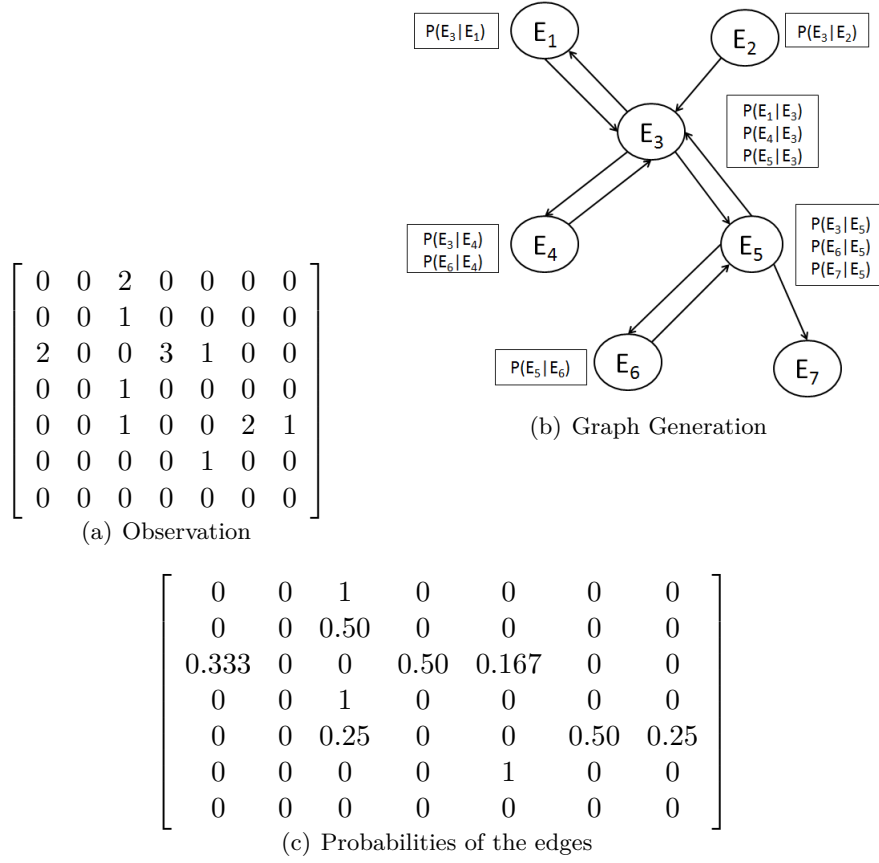 P(E₃|E₁)
E₁
E₂
P(E₃|E₂)
E₃
P(E₁|E₃)
P(E₄|E₃)
P(E₅|E₃)
P(E₃|E₄)
P(E₆|E₄)
E₄
E₅
P(E₃|E₅)
P(E₆|E₅)
P(E₇|E₅)
P(E₅|E₆)
E₆
E₇
(b) Graph Generation
0 0 2 0 0 0 0
0 0 1 0 0 0 0
2 0 0 3 1 0 0
0 0 1 0 0 0 0
0 0 1 0 0 2 1
0 0 0 0 1 0 0
0 0 0 0 0 0 0
(a) Observation
0 0 1 0 0 0 0
0 0 0.50 0 0 0 0
0.333 0 0 0.50 0.167 0 0
0 0 1 0 0 0 0
0 0 0.25 0 0 0.50 0.25
0 0 0 0 1 0 0
0 0 0 0 0 0 0
(c) Probabilities of the edges